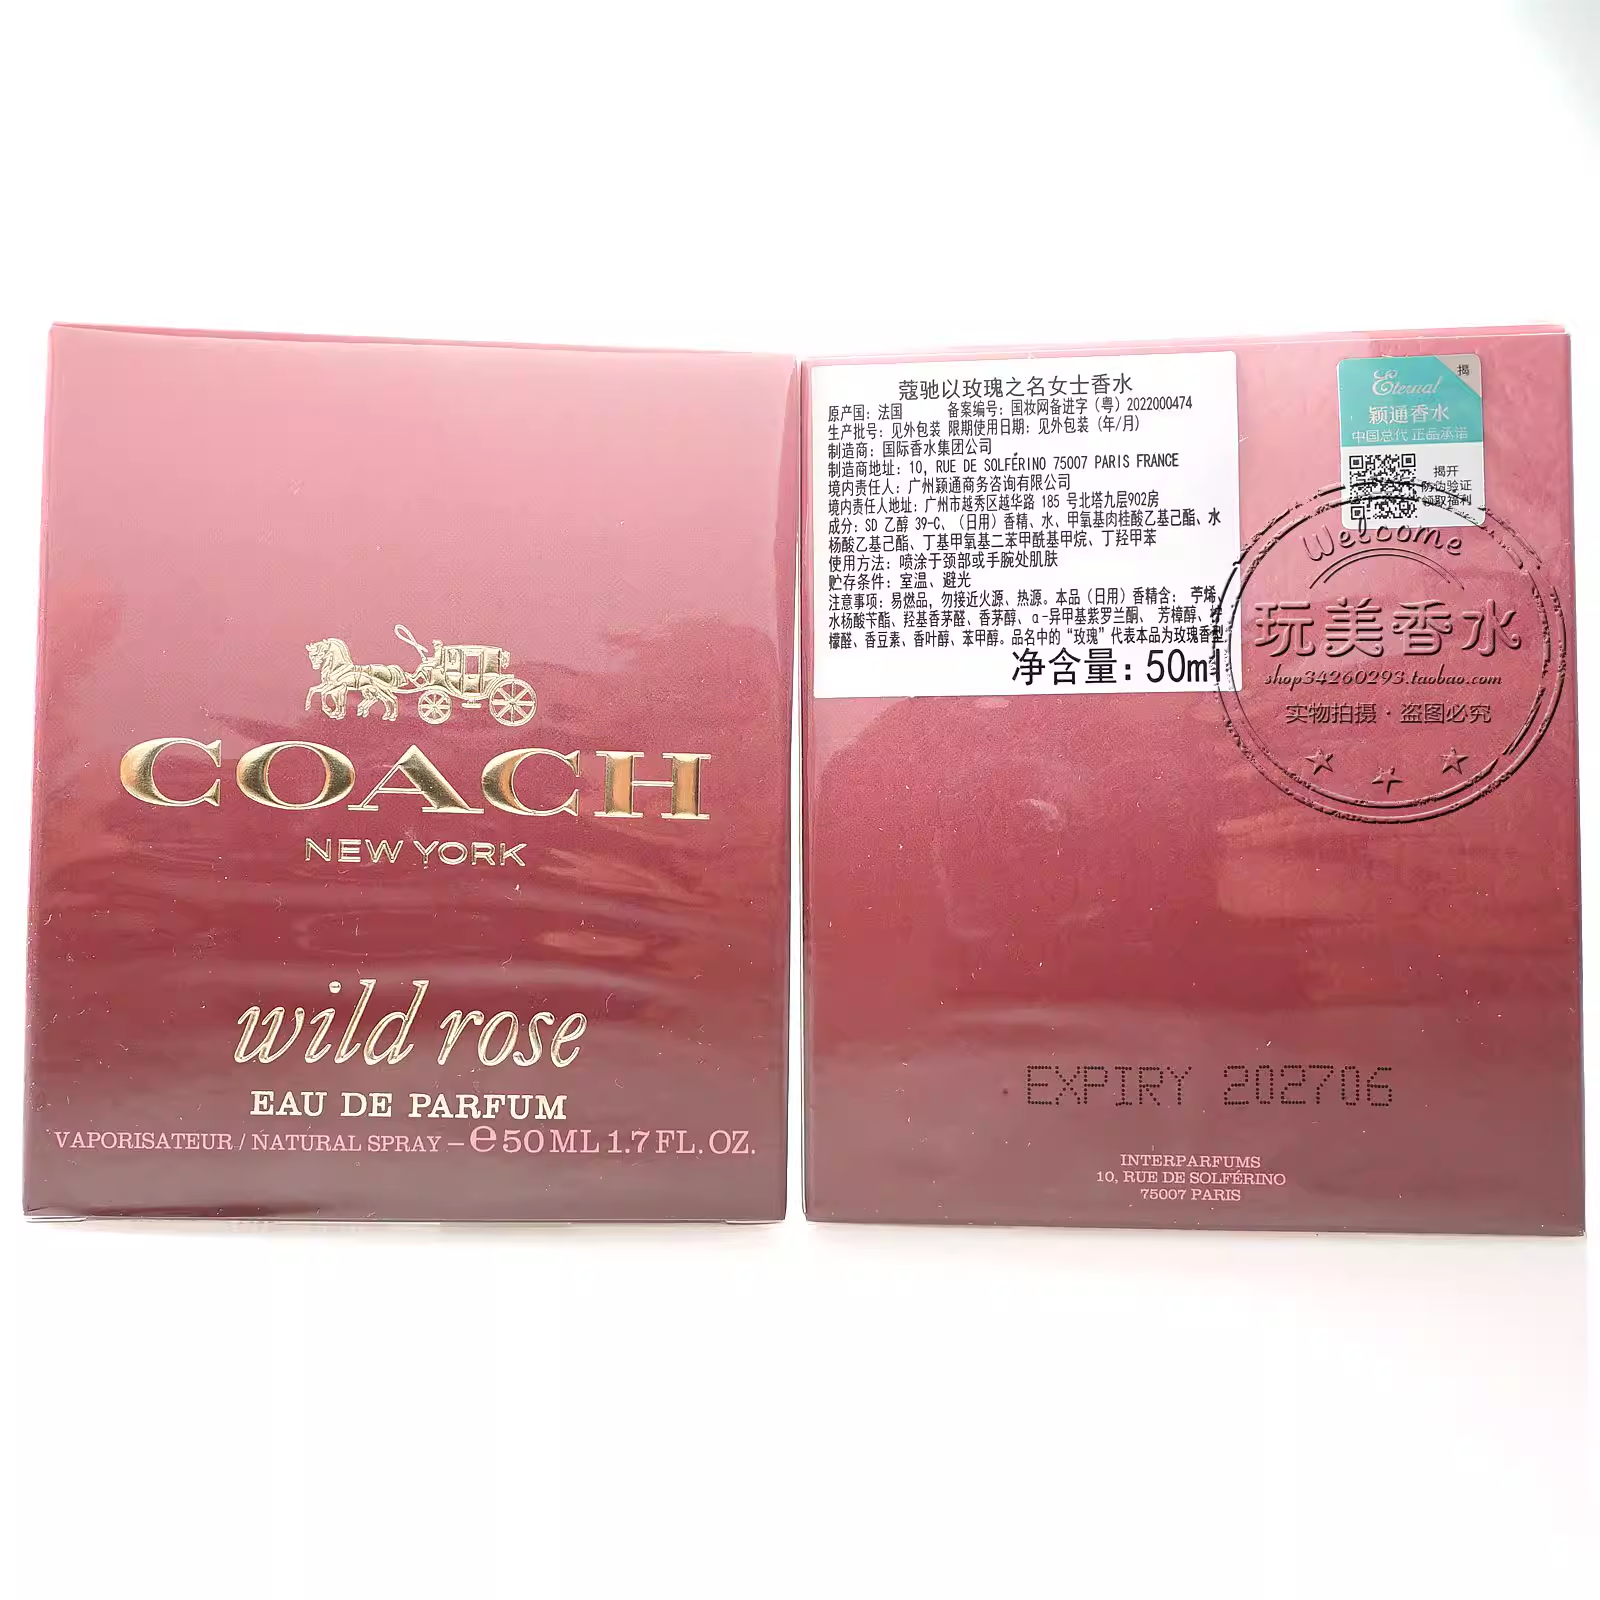 COACH
NEW YORK
wild rose
EAU DE PARFUM
VAPORISATEUR / NATURAL SPRAY – e50ML 1.7FL. OZ.
蔻驰以玫瑰之名女士香水
原产国：法国 备案编号：国妆网备进字（粤）2022000474
生产批号：见外包装 限期使用日期：见外包装（年/月）
制造商：国际香水集团公司
制造商地址：10, RUE DE SOLFÉRINO 75007 PARIS FRANCE
境内责任人：广州颖通商务咨询有限公司
境内责任人地址：广州市越秀区越华路 185 号北塔九层902房
成分：SD 乙醇 39-C、（日用）香精、水、甲氧基肉桂酸乙基己酯、水
杨酸乙基己酯、丁基甲氧基二苯甲酰基甲烷、丁羟甲苯
使用方法：喷涂于颈部或手腕处肌肤
贮存条件：室温、避光
注意事项：易燃品，勿接近火源、热源。本品（日用）香精含： 苧烯、
水杨酸苄酯、羟基香茅醛、香茅醇、α-异甲基紫罗兰酮、 芳樟醇、柠
檬醛、香豆素、香叶醇、苯甲醇。品名中的“玫瑰”代表本品为玫瑰香型
净含量：50ml
Eternal
揭
颖通香水
中国总代 正品承诺
揭开
防伪验证
领取福利
Welcome
玩美香水
shop34260293.taobao.com
实物拍摄·盗图必究
EXPIRY 202706
INTERPARFUMS
10, RUE DE SOLFÉRINO
75007 PARIS